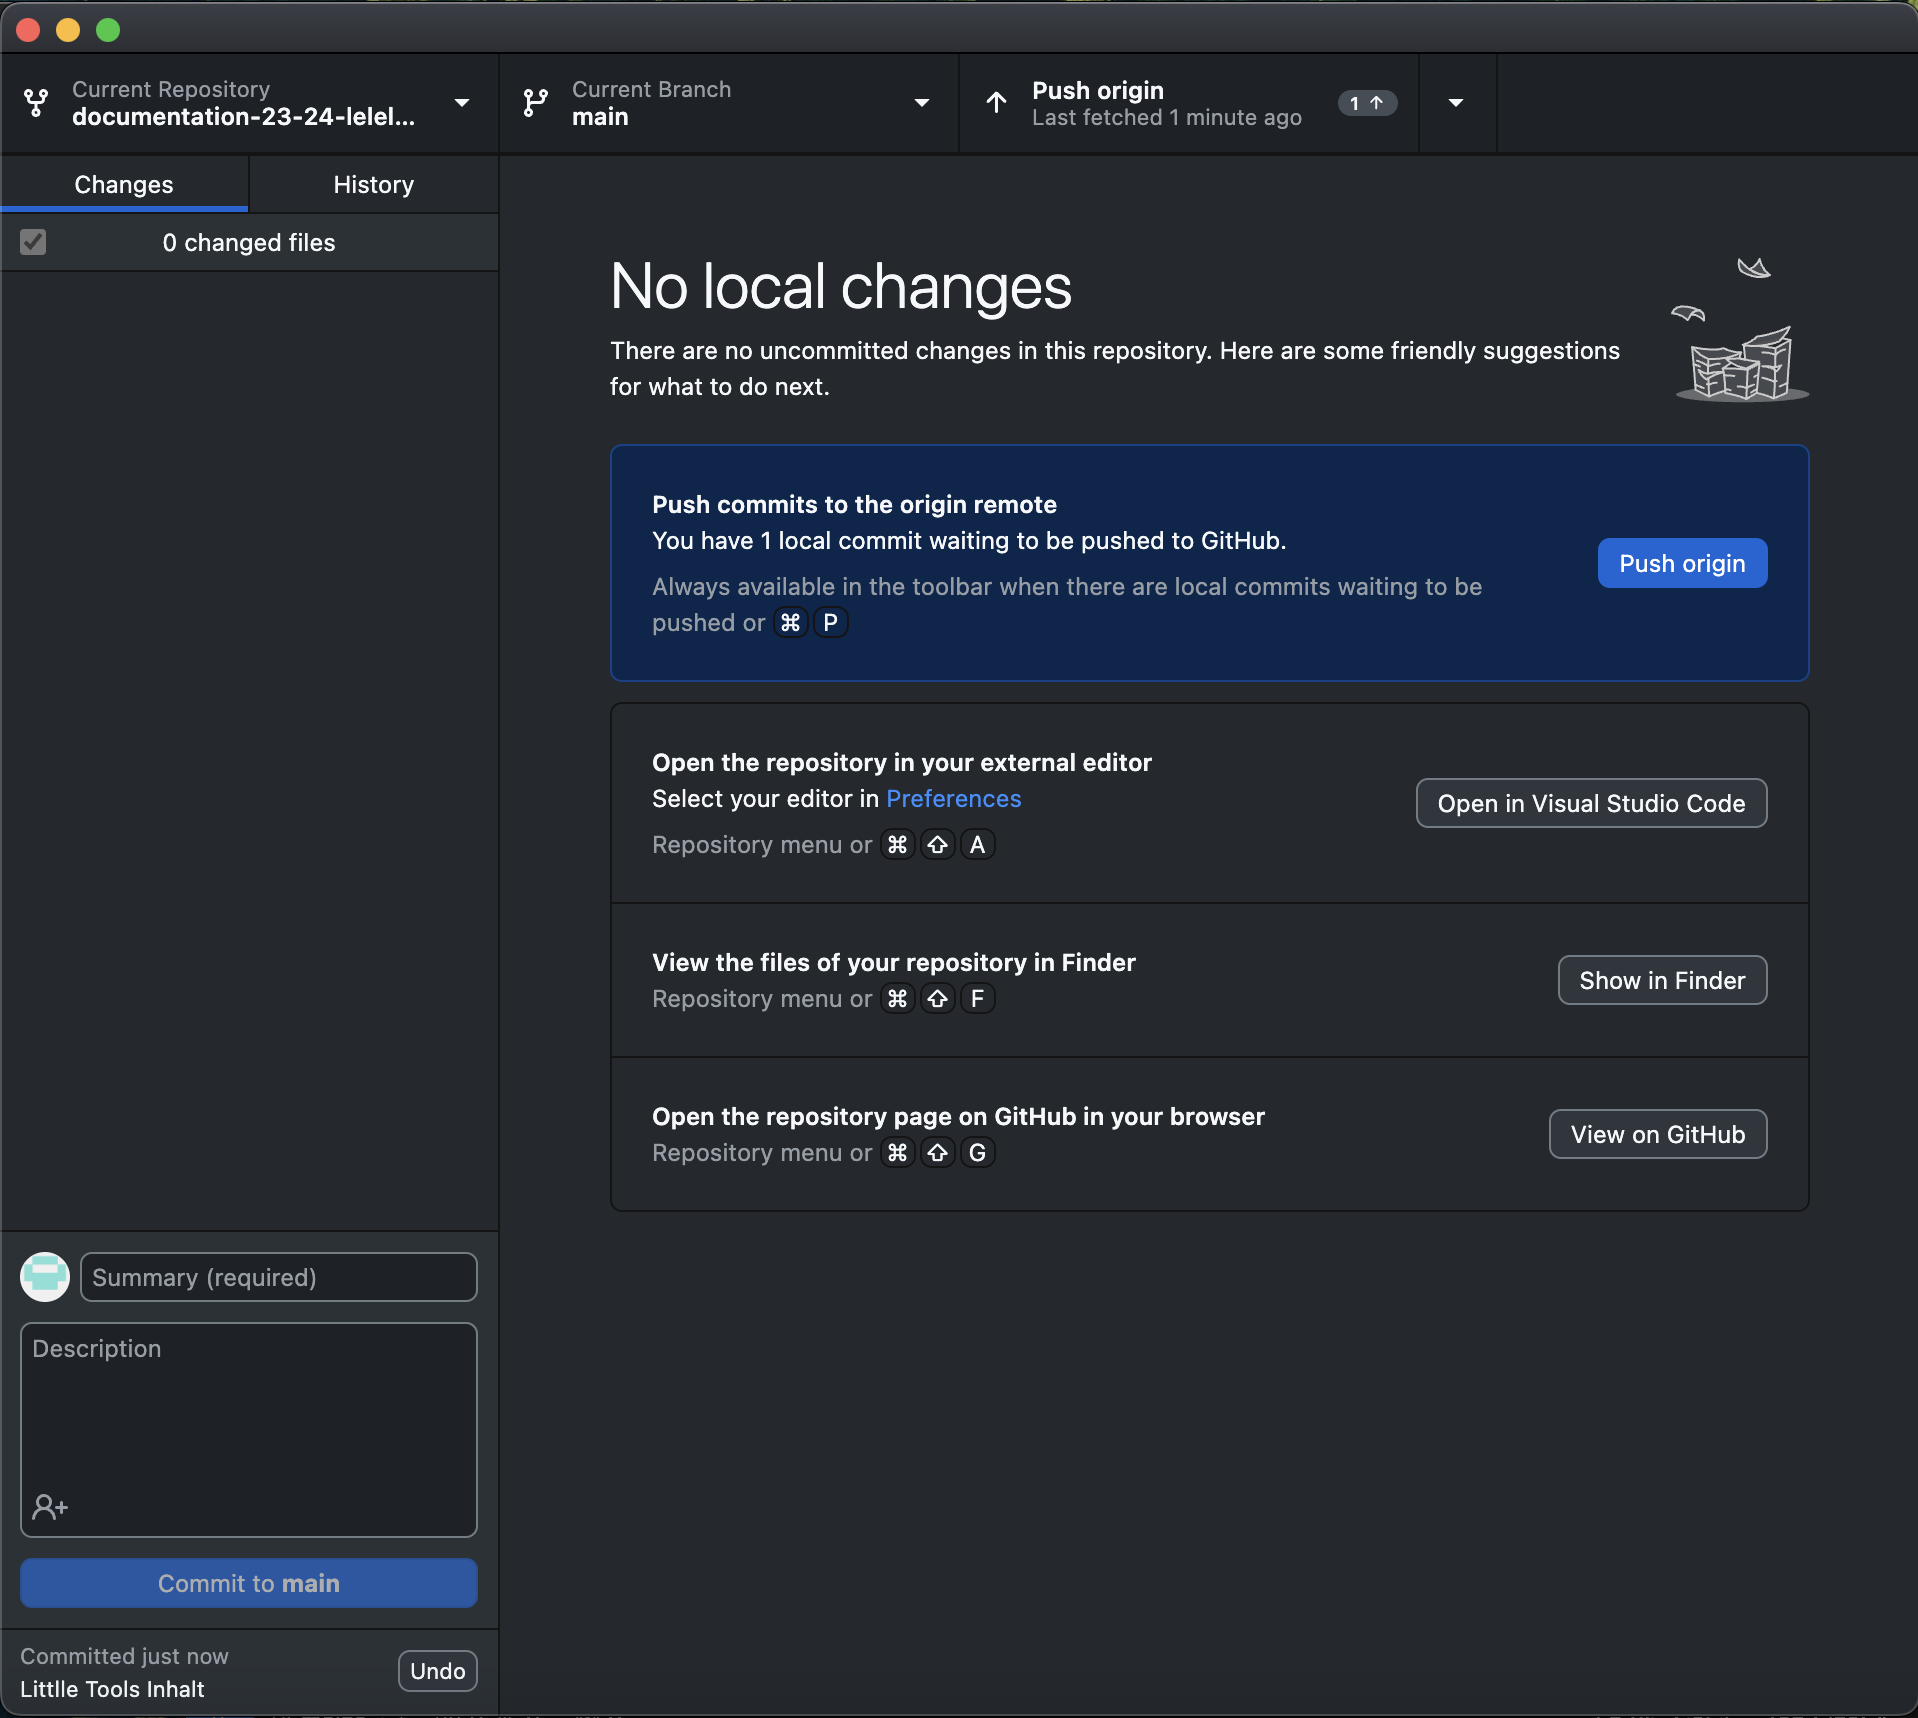 Current Repository
documentation-23-24-lelel...
Current Branch
main
Push origin
Last fetched 1 minute ago
1 ↑
Changes
History
0 changed files
No local changes
There are no uncommitted changes in this repository. Here are some friendly suggestions
for what to do next.
Push commits to the origin remote
You have 1 local commit waiting to be pushed to GitHub.
Always available in the toolbar when there are local commits waiting to be
pushed or ⌘ P
Push origin
Open the repository in your external editor
Select your editor in Preferences
Repository menu or ⌘ ⇧ A
Open in Visual Studio Code
View the files of your repository in Finder
Repository menu or ⌘ ⇧ F
Show in Finder
Open the repository page on GitHub in your browser
Repository menu or ⌘ ⇧ G
View on GitHub
Summary (required)
Description
Commit to main
Committed just now
Littlle Tools Inhalt
Undo